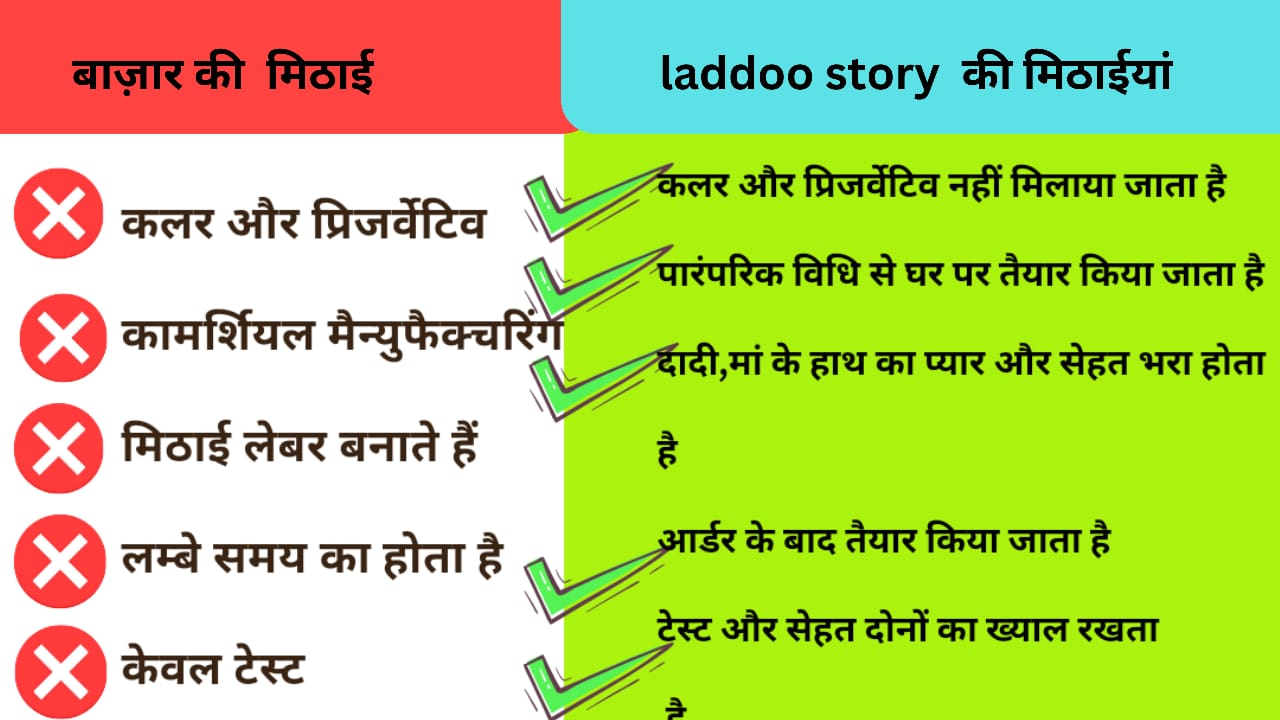 बाज़ार की मिठाई
कलर और प्रिजर्वेटिव
कामर्शियल मैन्युफैक्चरिंग
मिठाई लेबर बनाते हैं
लम्बे समय का होता है
केवल टेस्ट
laddoo story की मिठाईयां
कलर और प्रिजर्वेटिव नहीं मिलाया जाता है
पारंपरिक विधि से घर पर तैयार किया जाता है
दादी,मां के हाथ का प्यार और सेहत भरा होता
है
आर्डर के बाद तैयार किया जाता है
टेस्ट और सेहत दोनों का ख्याल रखता
है